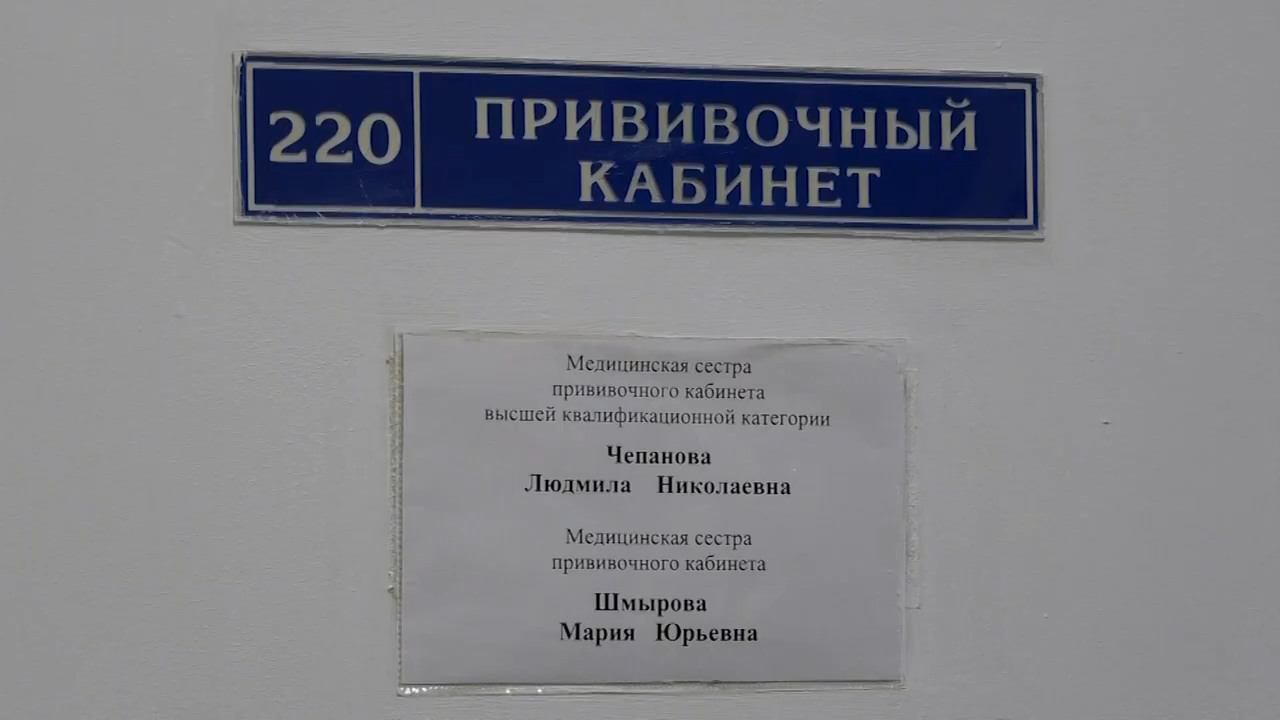 220
ПРИВИВОЧНЫЙ
КАБИНЕТ
Медицинская сестра
прививочного кабинета
высшей квалификационной категории
Чепанова
Людмила Николаевна
Медицинская сестра
прививочного кабинета
Шмырова
Мария Юрьевна